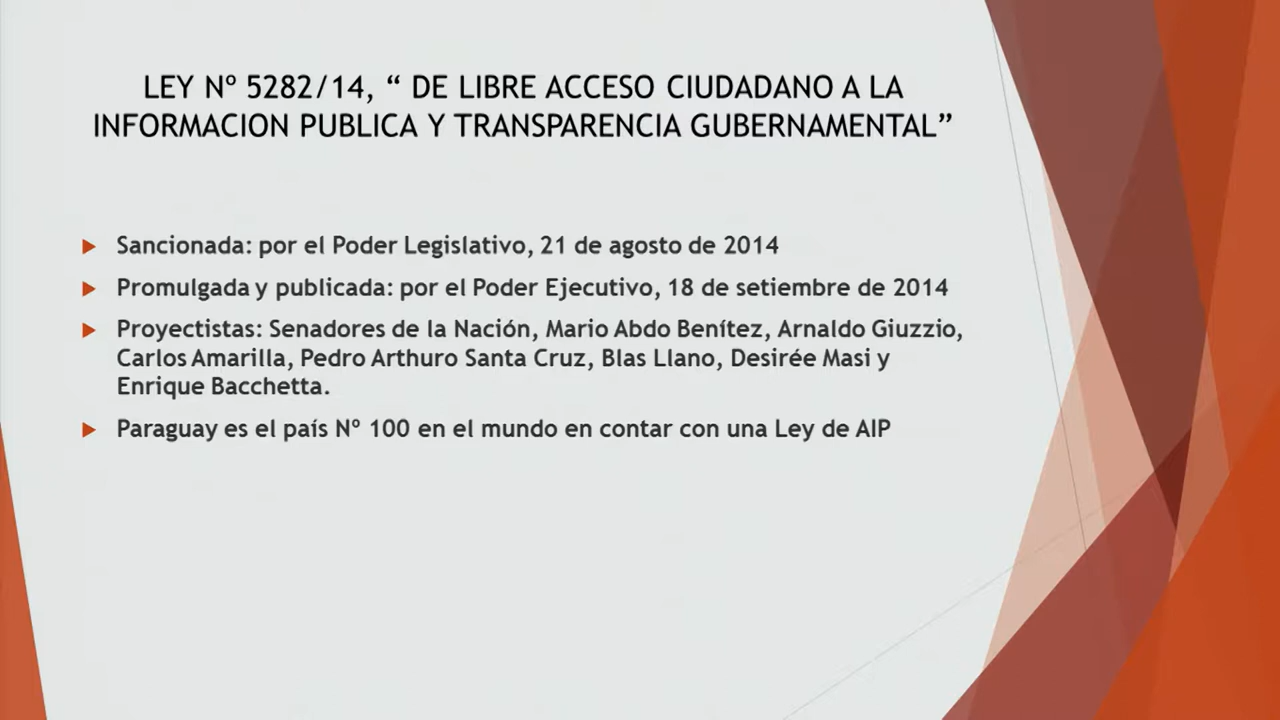 LEY Nº 5282/14, “ DE LIBRE ACCESO CIUDADANO A LA
INFORMACION PUBLICA Y TRANSPARENCIA GUBERNAMENTAL”
Sancionada: por el Poder Legislativo, 21 de agosto de 2014
Promulgada y publicada: por el Poder Ejecutivo, 18 de setiembre de 2014
Proyectistas: Senadores de la Nación, Mario Abdo Benítez, Arnaldo Giuzzio,
Carlos Amarilla, Pedro Arthuro Santa Cruz, Blas Llano, Desirée Masi y
Enrique Bacchetta.
Paraguay es el país Nº 100 en el mundo en contar con una Ley de AIP